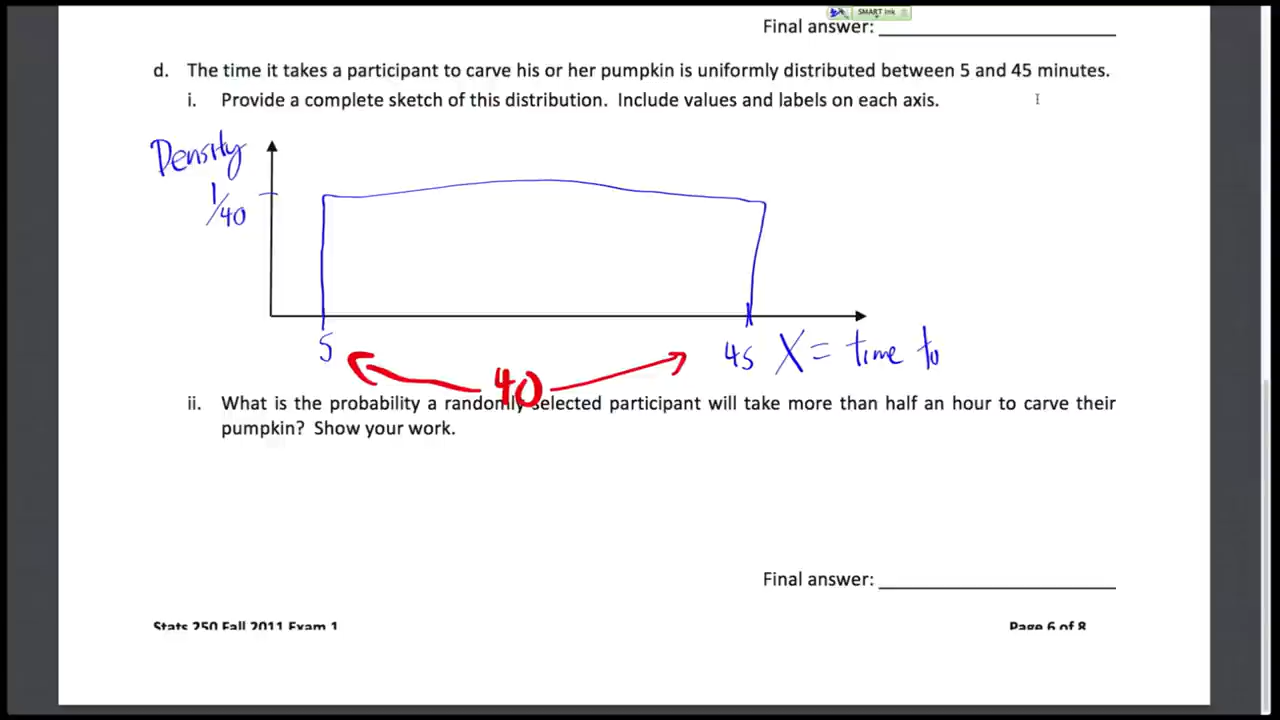 SMART Ink
Final answer:
d. The time it takes a participant to carve his or her pumpkin is uniformly distributed between 5 and 45 minutes.
i. Provide a complete sketch of this distribution. Include values and labels on each axis.
Density
1/40
5
40
45 X = time to
ii. What is the probability a randomly selected participant will take more than half an hour to carve their
pumpkin? Show your work.
Final answer:
Stats 250 Fall 2011 Exam 1
Page 6 of 8